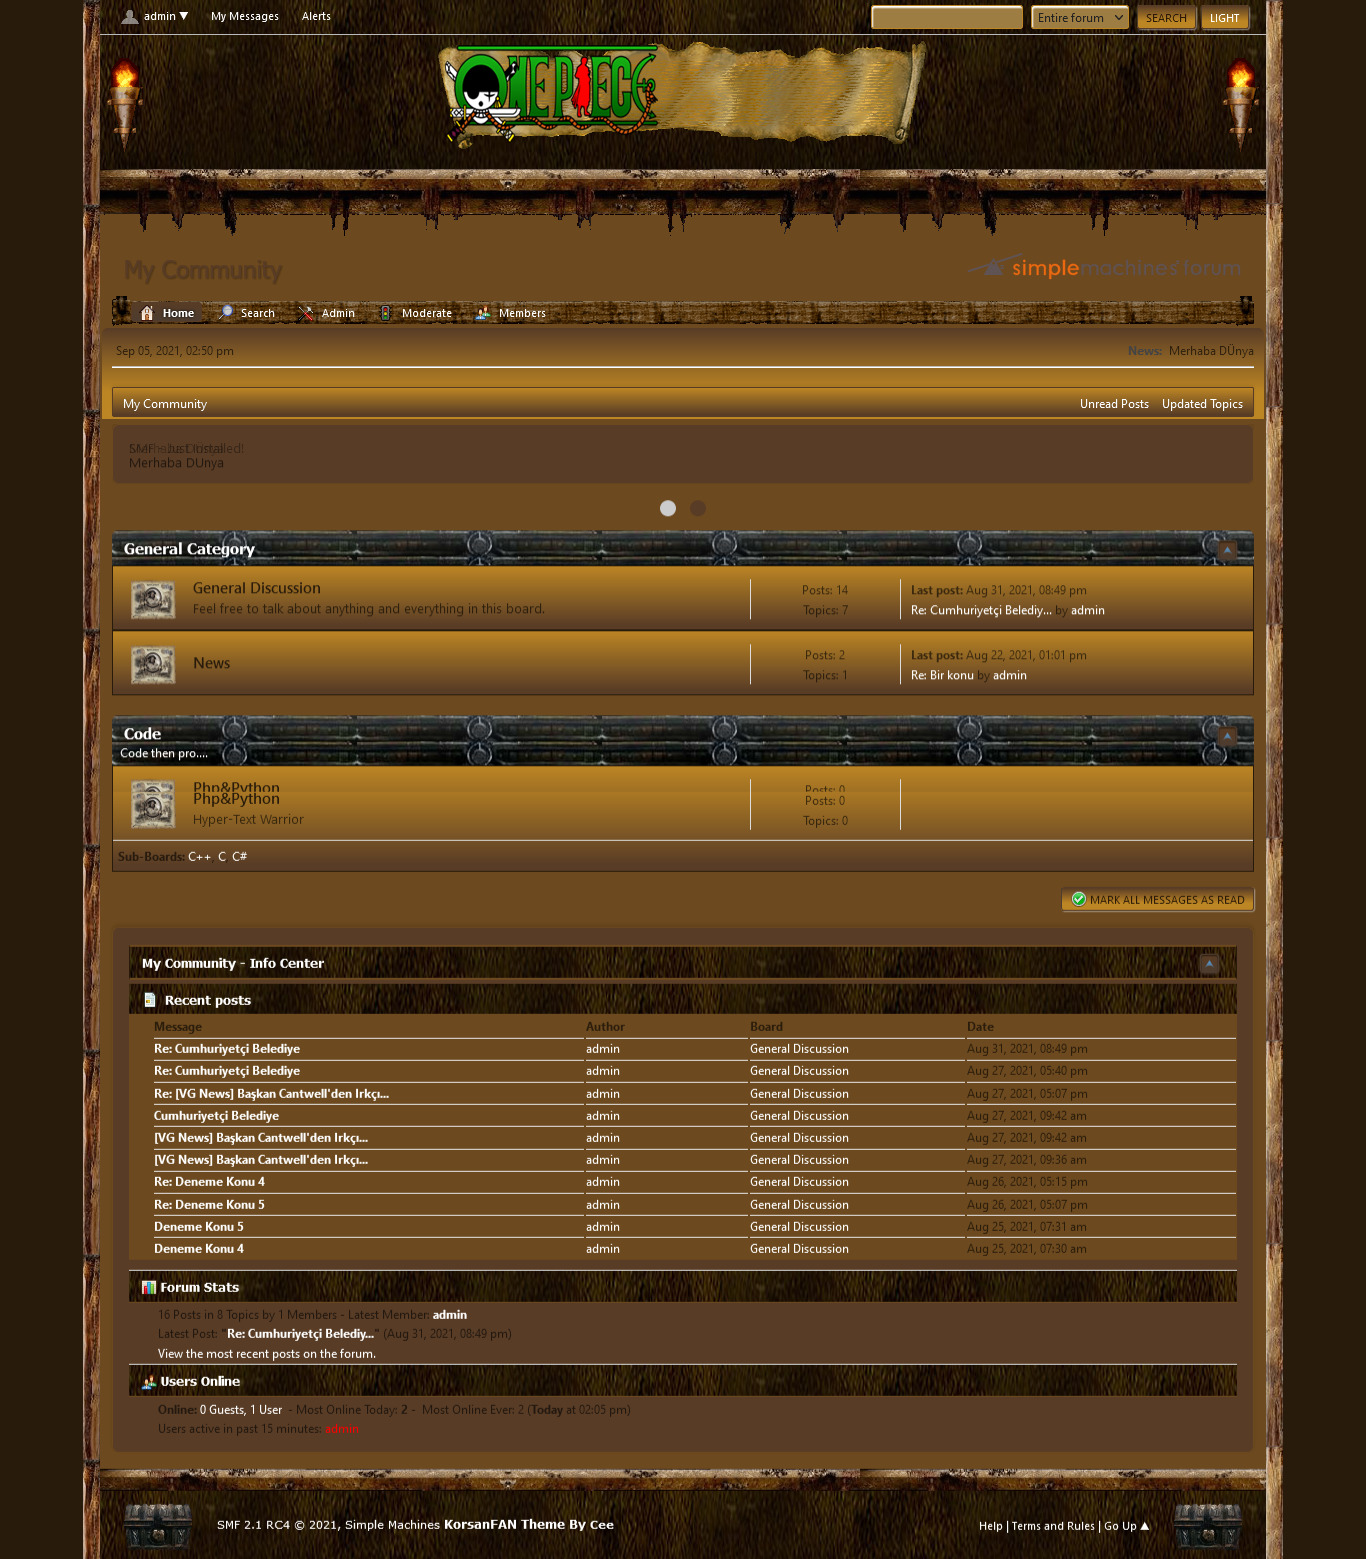 admin ▼ My Messages Alerts
Entire forum SEARCH LIGHT
ONE PIECE
My Community
simplemachines forum
Home Search Admin Moderate Members
Sep 05, 2021, 02:50 pm News: Merhaba DÜnya
My Community Unread Posts Updated Topics
SMF - Just Installed!
Merhaba DÜnya
General Category
General Discussion
Feel free to talk about anything and everything in this board.
Posts: 14
Topics: 7
Last post: Aug 31, 2021, 08:49 pm
Re: Cumhuriyetçi Belediy... by admin
News
Posts: 2
Topics: 1
Last post: Aug 22, 2021, 01:01 pm
Re: Bir konu by admin
Code
Code then pro....
Php&Python
Posts: 0
Php&Python
Hyper-Text Warrior
Posts: 0
Topics: 0
Sub-Boards: C++, C, C#
MARK ALL MESSAGES AS READ
My Community - Info Center
Recent posts
Message Author Board Date
Re: Cumhuriyetçi Belediye admin General Discussion Aug 31, 2021, 08:49 pm
Re: Cumhuriyetçi Belediye admin General Discussion Aug 27, 2021, 05:40 pm
Re: [VG News] Başkan Cantwell'den Irkçı... admin General Discussion Aug 27, 2021, 05:07 pm
Cumhuriyetçi Belediye admin General Discussion Aug 27, 2021, 09:42 am
[VG News] Başkan Cantwell'den Irkçı... admin General Discussion Aug 27, 2021, 09:42 am
[VG News] Başkan Cantwell'den Irkçı... admin General Discussion Aug 27, 2021, 09:36 am
Re: Deneme Konu 4 admin General Discussion Aug 26, 2021, 05:15 pm
Re: Deneme Konu 5 admin General Discussion Aug 26, 2021, 05:07 pm
Deneme Konu 5 admin General Discussion Aug 25, 2021, 07:31 am
Deneme Konu 4 admin General Discussion Aug 25, 2021, 07:30 am
Forum Stats
16 Posts in 8 Topics by 1 Members - Latest Member: admin
Latest Post: "Re: Cumhuriyetçi Belediy..." (Aug 31, 2021, 08:49 pm)
View the most recent posts on the forum.
Users Online
Online: 0 Guests, 1 User - Most Online Today: 2 - Most Online Ever: 2 (Today at 02:05 pm)
Users active in past 15 minutes: admin
SMF 2.1 RC4 © 2021, Simple Machines KorsanFAN Theme By Cee
Help | Terms and Rules | Go Up ▲